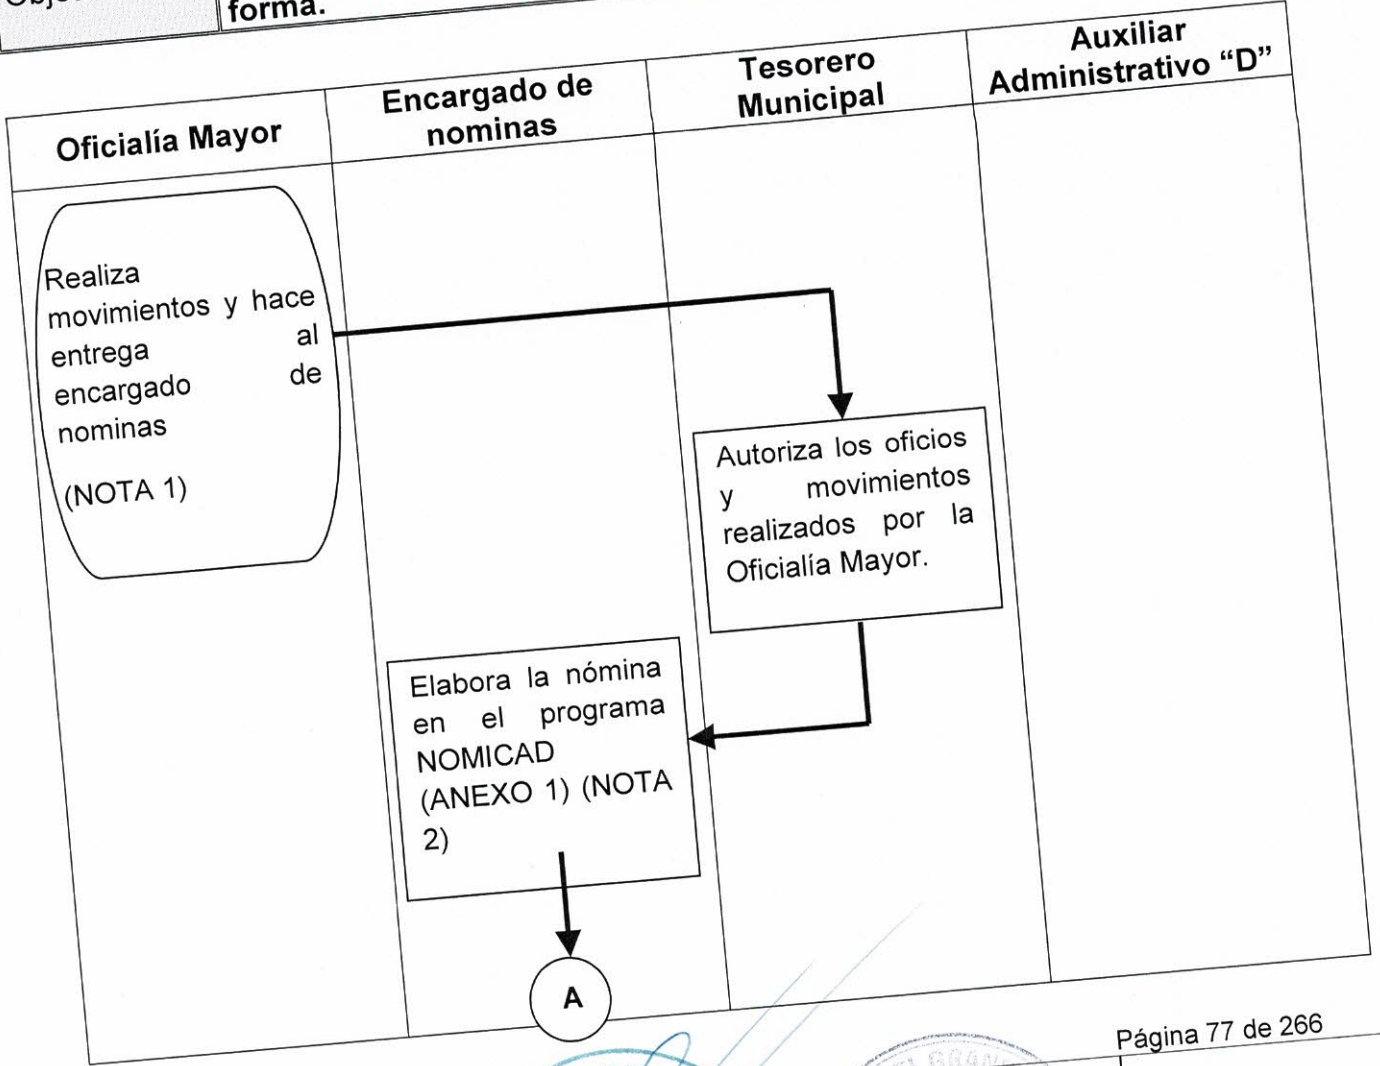 forma.
Oficialía Mayor
Encargado de
nominas
Tesorero
Municipal
Auxiliar
Administrativo “D”
Realiza
movimientos y hace
entrega al
encargado de
nominas
(NOTA 1)
Autoriza los oficios
y movimientos
realizados por la
Oficialía Mayor.
Elabora la nómina
en el programa
NOMICAD
(ANEXO 1) (NOTA
2)
A
Página 77 de 266